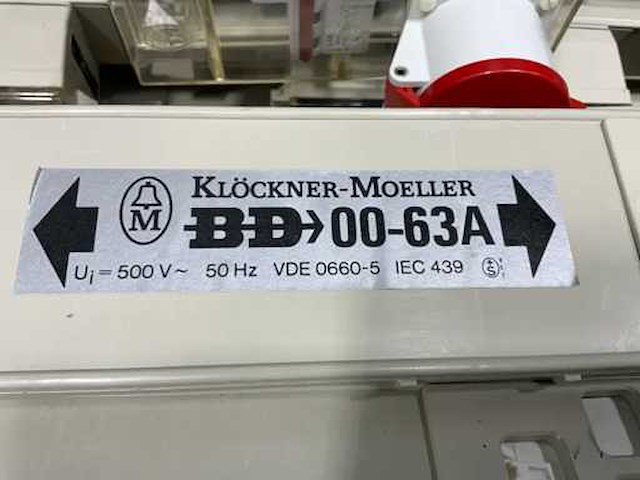 M
KLÖCKNER-MOELLER
BD 00-63A
Ui = 500 V ~ 50 Hz VDE 0660-5 IEC 439